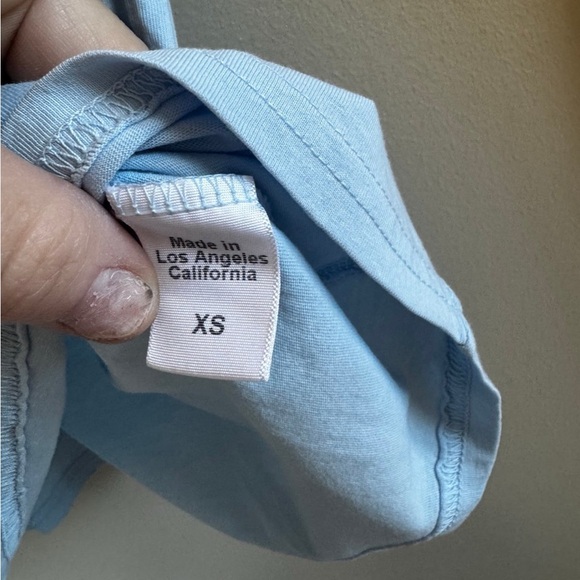 Made in
Los Angeles
California
XS